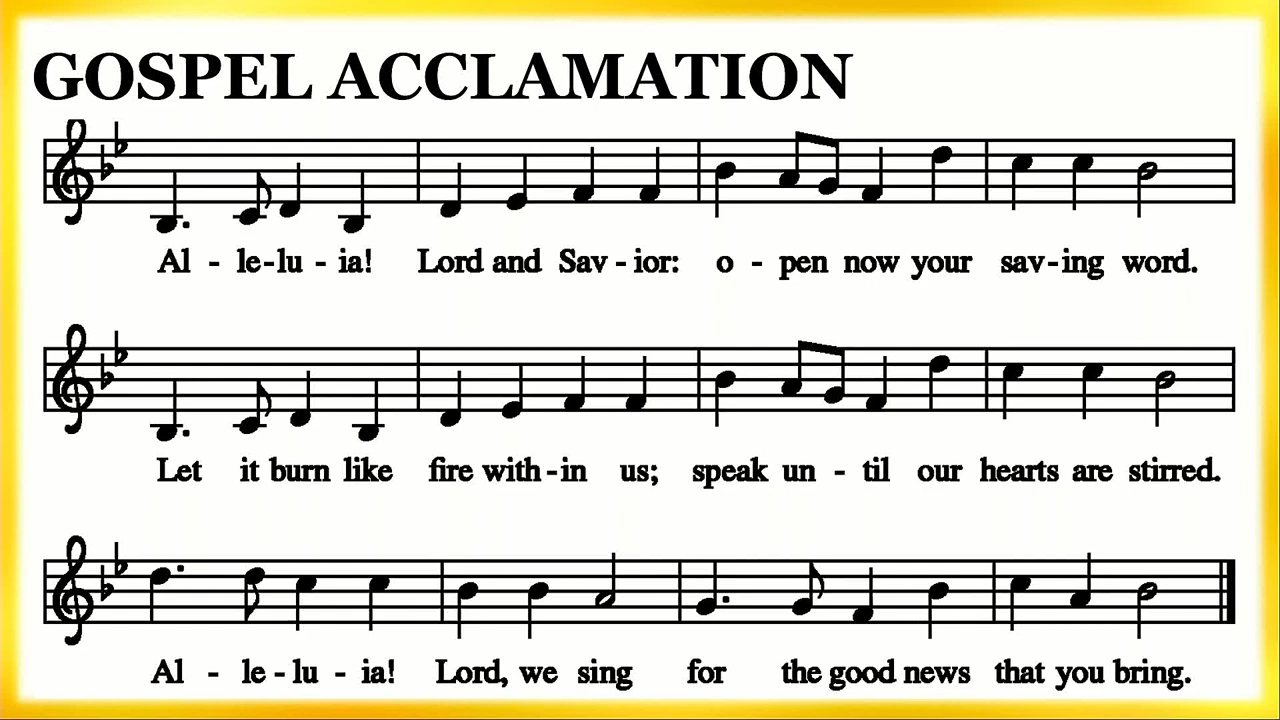 GOSPEL ACCLAMATION
Al - le-lu - ia! Lord and Sav-ior: o - pen now your sav-ing word.
Let it burn like fire with-in us; speak un - til our hearts are stirred.
Al - le-lu - ia! Lord, we sing for the good news that you bring.